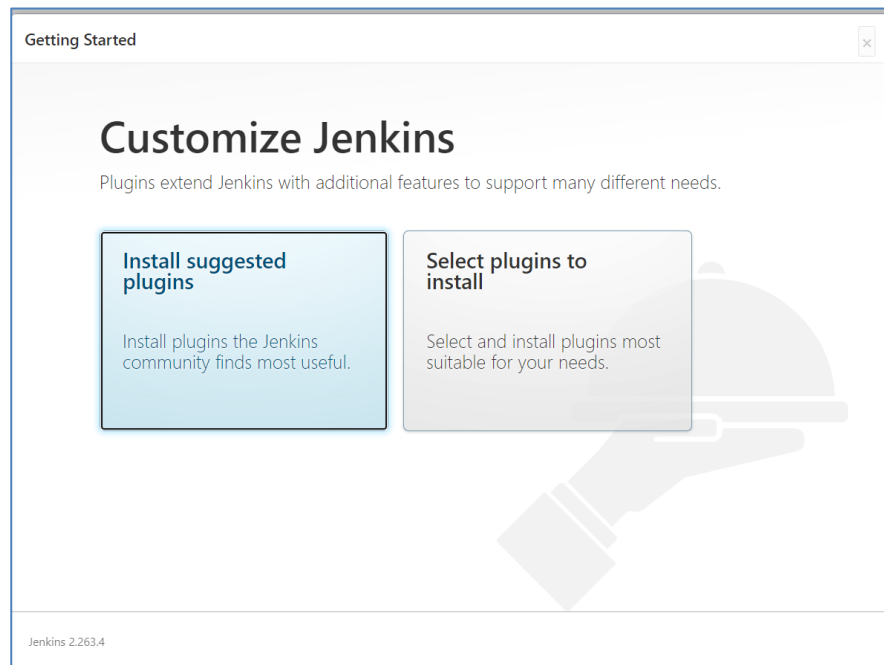 Getting Started
×
Customize Jenkins
Plugins extend Jenkins with additional features to support many different needs.
Install suggested
plugins
Install plugins the Jenkins
community finds most useful.
Select plugins to
install
Select and install plugins most
suitable for your needs.
Jenkins 2.263.4